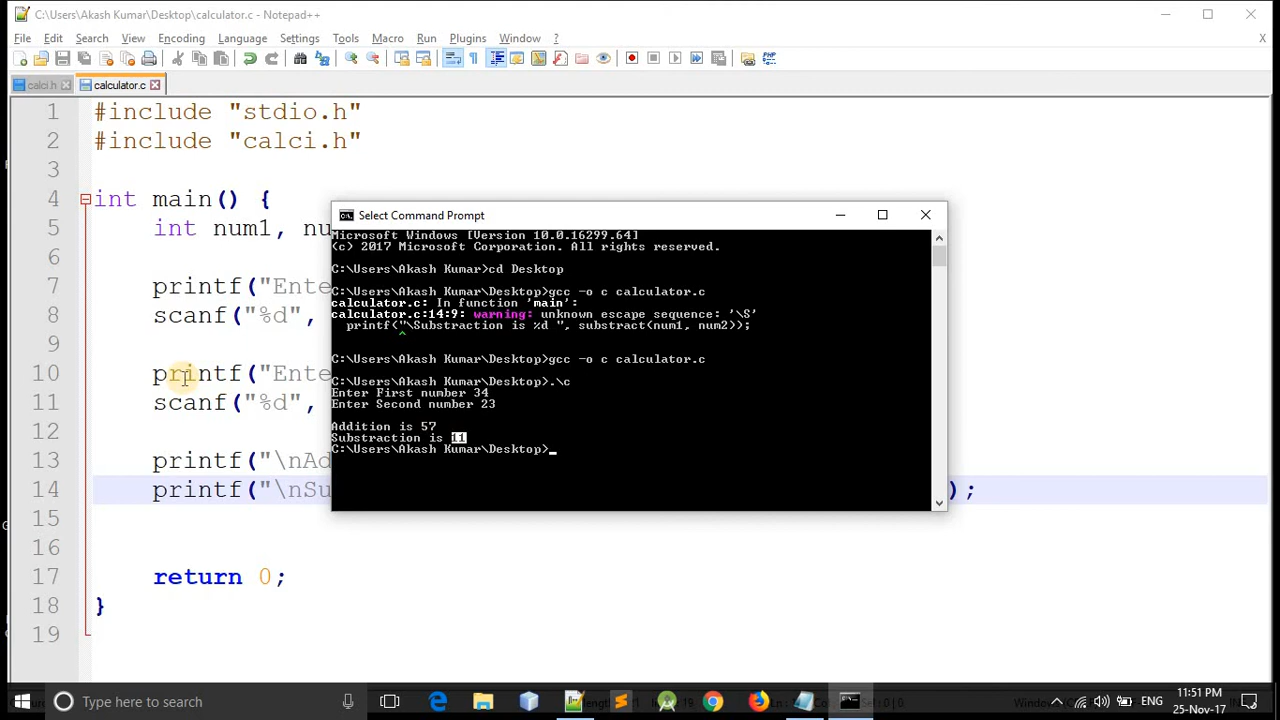 C:\Users\Akash Kumar\Desktop\calculator.c - Notepad++
File Edit Search View Encoding Language Settings Tools Macro Run Plugins Window ?
X
calci.h calculator.c
1 #include "stdio.h"
2 #include "calci.h"
3
4 int main() {
5 int num1, nu
6
7 printf("Ente
8 scanf("%d",
9
10 printf("Ente
11 scanf("%d",
12
13 printf("\nAd
14 printf("\nSu );
15
16
17 return 0;
18 }
19
Select Command Prompt
Microsoft Windows [Version 10.0.16299.64]
(c) 2017 Microsoft Corporation. All rights reserved.
C:\Users\Akash Kumar>cd Desktop
C:\Users\Akash Kumar\Desktop>gcc -o c calculator.c
calculator.c: In function 'main':
calculator.c:14:9: warning: unknown escape sequence: '\S'
printf("\Substraction is %d ", substract(num1, num2));
^
C:\Users\Akash Kumar\Desktop>gcc -o c calculator.c
C:\Users\Akash Kumar\Desktop>.\c
Enter First number 34
Enter Second number 23
Addition is 57
Substraction is 11
C:\Users\Akash Kumar\Desktop>_
Type here to search
ENG
11:51 PM
25-Nov-17